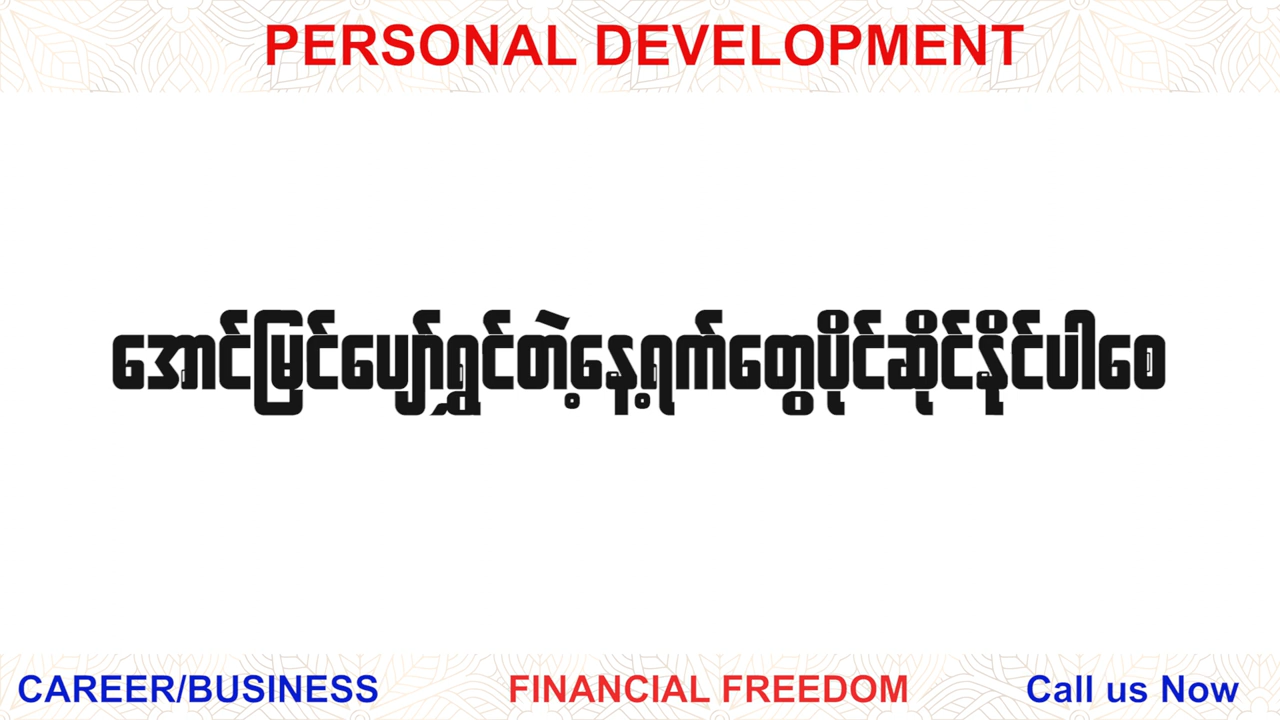 PERSONAL DEVELOPMENT
အောင်မြင်ပျော်ရွှင်တဲ့နေ့ရက်တွေပိုင်ဆိုင်နိုင်ပါစေ
CAREER/BUSINESS FINANCIAL FREEDOM Call us Now